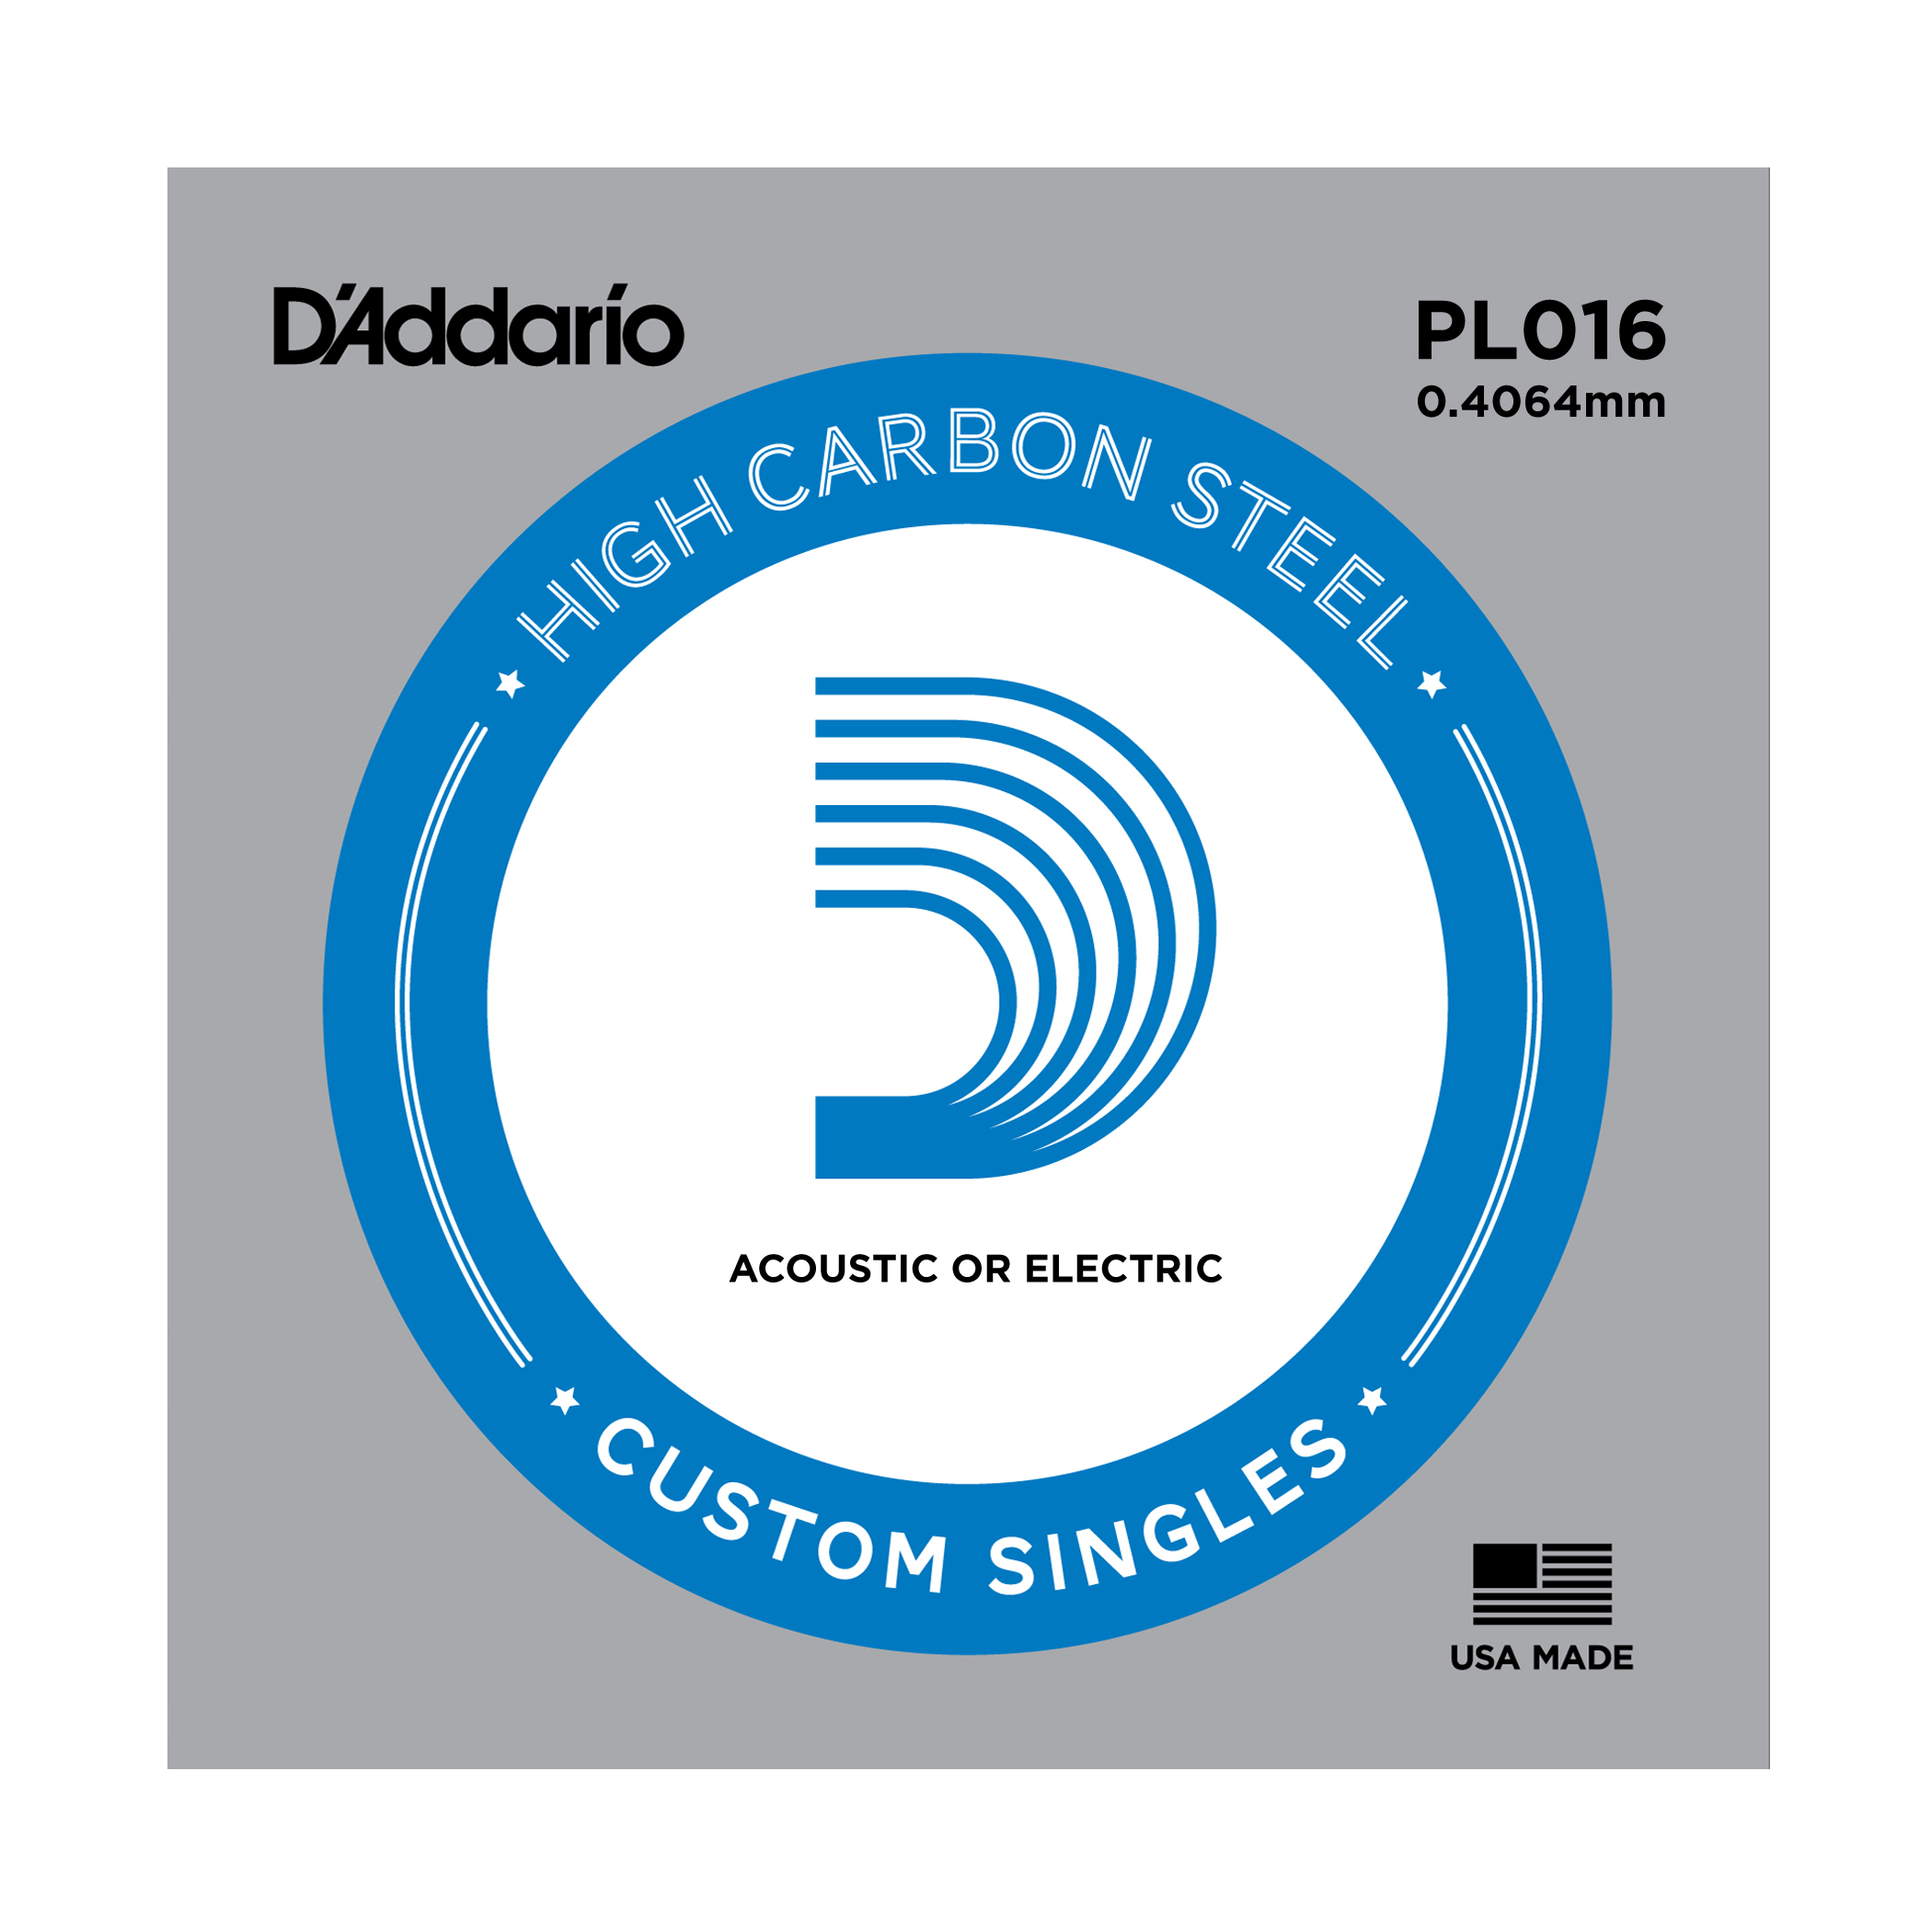 D'Addario
PL016
0.4064mm
HIGH CARBON STEEL
ACOUSTIC OR ELECTRIC
CUSTOM SINGLES
USA MADE